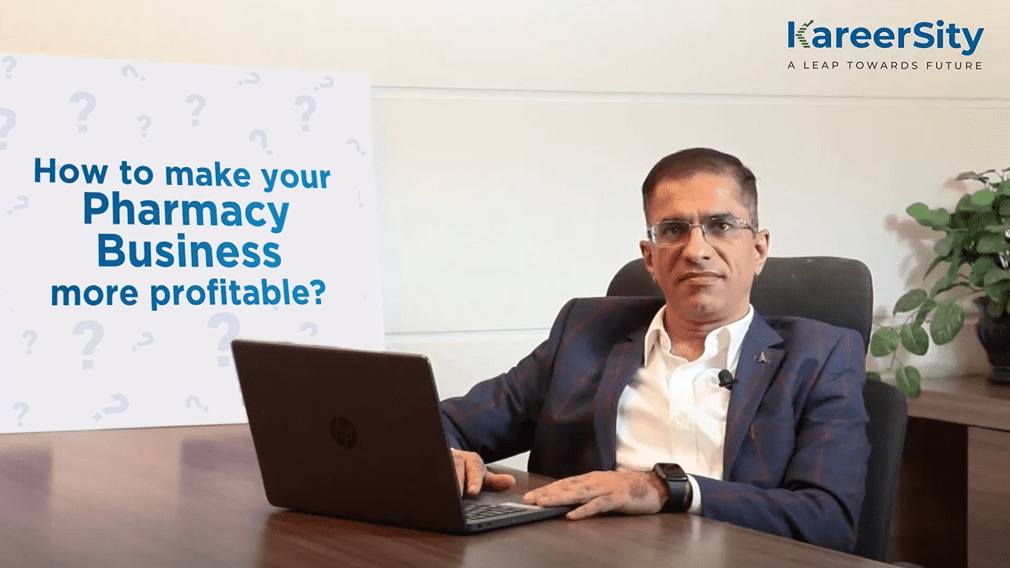 KareerSity
A LEAP TOWARDS FUTURE
How to make your
Pharmacy
Business
more profitable?
hp